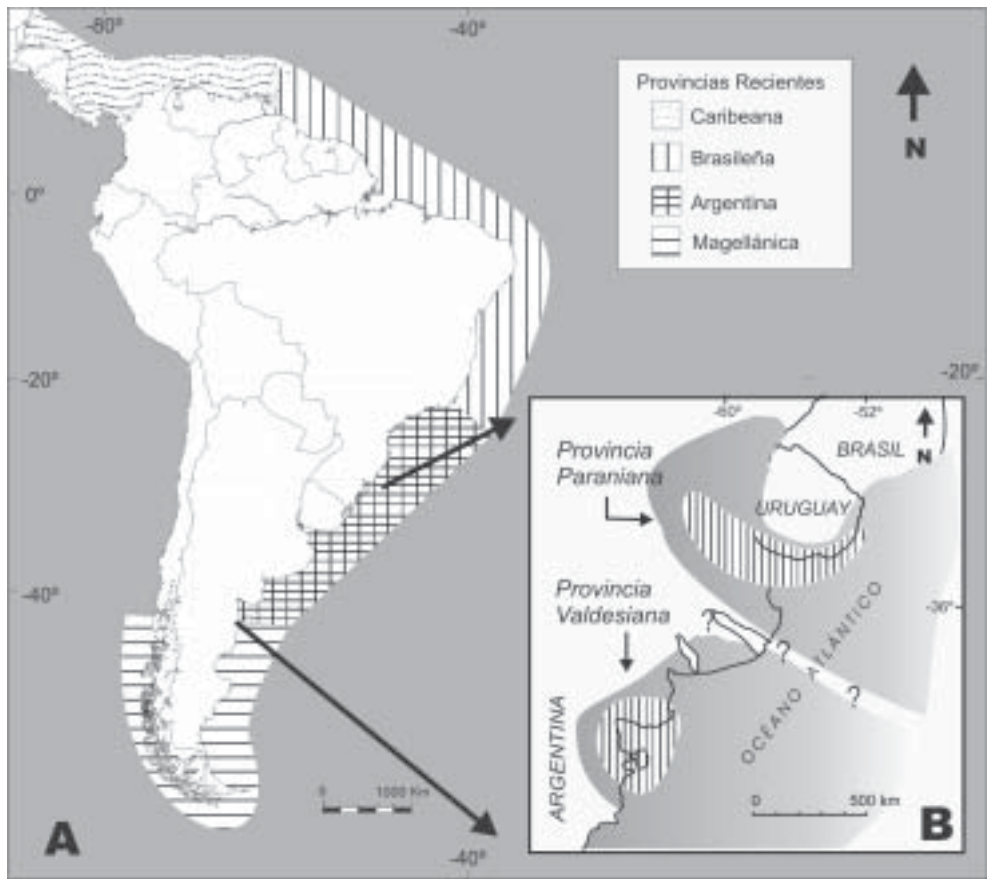 -80º
-40º
Provincias Recientes
Caribeana
Brasileña
Argentina
Magellánica
N
0º
-20º
-20º
-40º
0 1000 Km
A
-40º
-60º
-52º
N
BRASIL
Provincia
Paraniana
URUGUAY
Provincia
Valdesiana
?
?
?
-36º
OCÉANO ATLÁNTICO
ARGENTINA
0 500 km
B